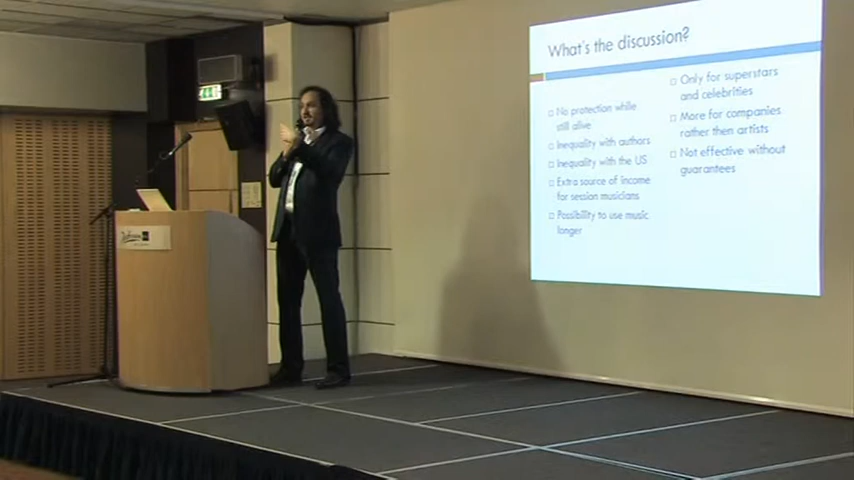 What's the discussion?
□ No protection while
still alive
□ Inequality with authors
□ Inequality with the US
□ Extra source of income
for session musicians
□ Possibility to use music
longer
□ Only for superstars
and celebrities
□ More for companies
rather then artists
□ Not effective without
guarantees
Radisson